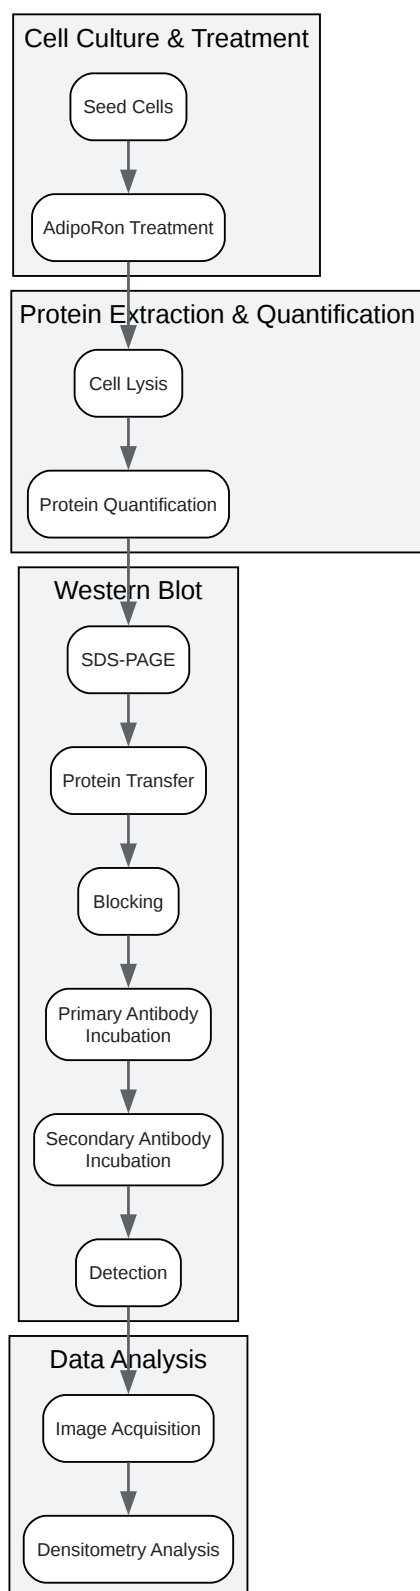 Cell Culture & Treatment
Seed Cells
AdipoRon Treatment
Protein Extraction & Quantification
Cell Lysis
Protein Quantification
Western Blot
SDS-PAGE
Protein Transfer
Blocking
Primary Antibody
Incubation
Secondary Antibody
Incubation
Detection
Data Analysis
Image Acquisition
Densitometry Analysis